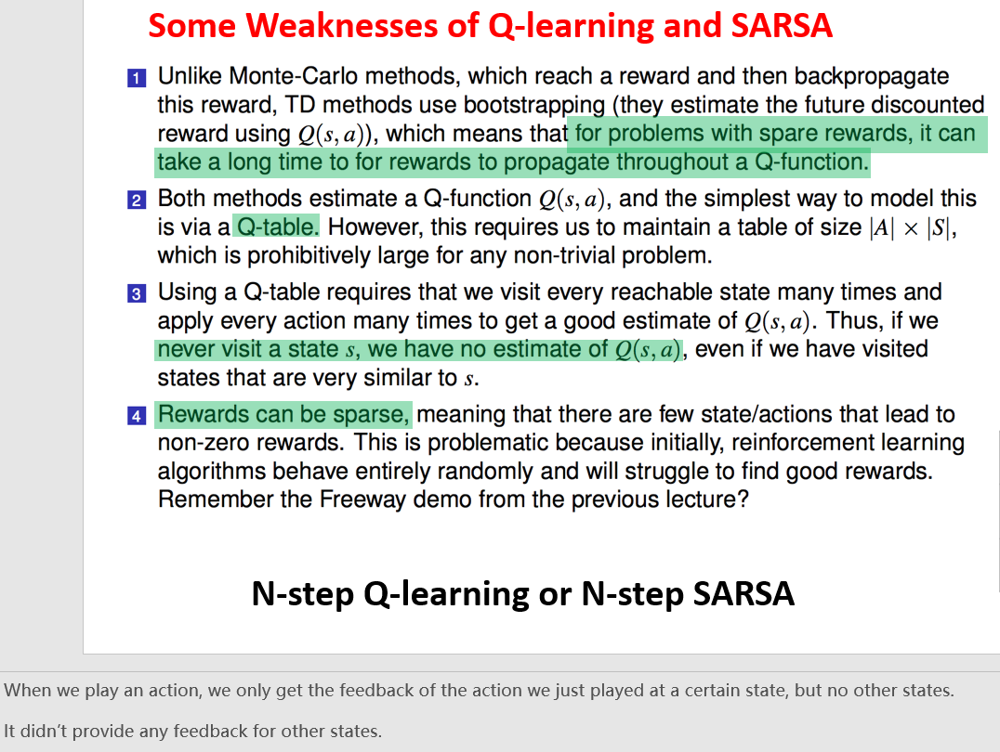 Some Weaknesses of Q-learning and SARSA
1 Unlike Monte-Carlo methods, which reach a reward and then backpropagate
this reward, TD methods use bootstrapping (they estimate the future discounted
reward using Q(s, a)), which means that for problems with spare rewards, it can
take a long time to for rewards to propagate throughout a Q-function.
2 Both methods estimate a Q-function Q(s, a), and the simplest way to model this
is via a Q-table. However, this requires us to maintain a table of size |A| × |S|,
which is prohibitively large for any non-trivial problem.
3 Using a Q-table requires that we visit every reachable state many times and
apply every action many times to get a good estimate of Q(s, a). Thus, if we
never visit a state s, we have no estimate of Q(s, a), even if we have visited
states that are very similar to s.
4 Rewards can be sparse, meaning that there are few state/actions that lead to
non-zero rewards. This is problematic because initially, reinforcement learning
algorithms behave entirely randomly and will struggle to find good rewards.
Remember the Freeway demo from the previous lecture?
N-step Q-learning or N-step SARSA
When we play an action, we only get the feedback of the action we just played at a certain state, but no other states.
It didn't provide any feedback for other states.